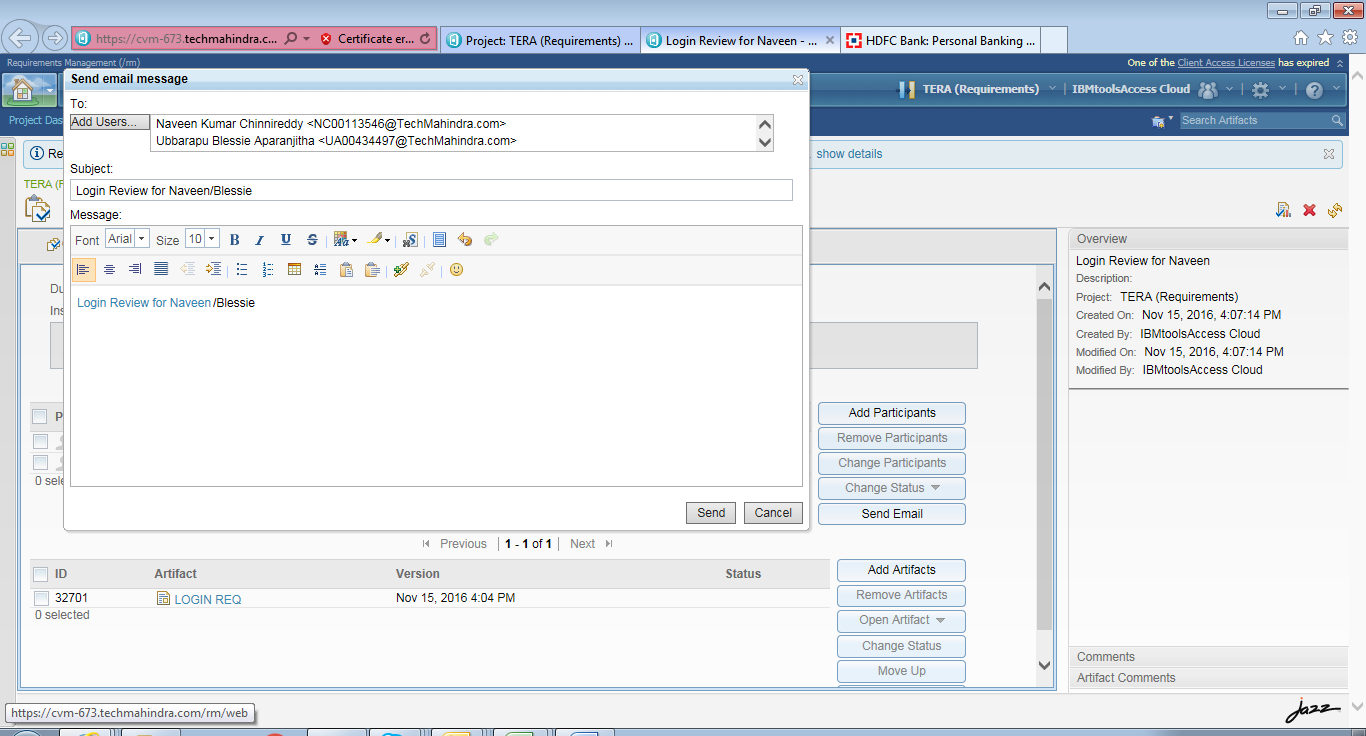 https://cvm-673.techmahindra.c...
Certificate er...
Project: TERA (Requirements) ...
Login Review for Naveen - ...
HDFC Bank: Personal Banking ...
Requirements Management (/rm)
One of the Client Access Licenses has expired
TERA (Requirements)
IBMtoolsAccess Cloud
Project Das
Search Artifacts
Send email message
To:
Add Users...
Naveen Kumar Chinnireddy <NC00113546@TechMahindra.com>
Ubbarapu Blessie Aparanjitha <UA00434497@TechMahindra.com>
Re
show details
Subject:
TERA (F
Login Review for Naveen/Blessie
Message:
Font Arial Size 10 B I U S
Login Review for Naveen/Blessie
Du
Ins
P
0 selec
Send
Cancel
Add Participants
Remove Participants
Change Participants
Change Status
Send Email
Previous 1 - 1 of 1 Next
ID Artifact Version Status
32701 LOGIN REQ Nov 15, 2016 4:04 PM
0 selected
Add Artifacts
Remove Artifacts
Open Artifact
Change Status
Move Up
Overview
Login Review for Naveen
Description:
Project: TERA (Requirements)
Created On: Nov 15, 2016, 4:07:14 PM
Created By: IBMtoolsAccess Cloud
Modified On: Nov 15, 2016, 4:07:14 PM
Modified By: IBMtoolsAccess Cloud
Comments
Artifact Comments
https://cvm-673.techmahindra.com/rm/web
jazz